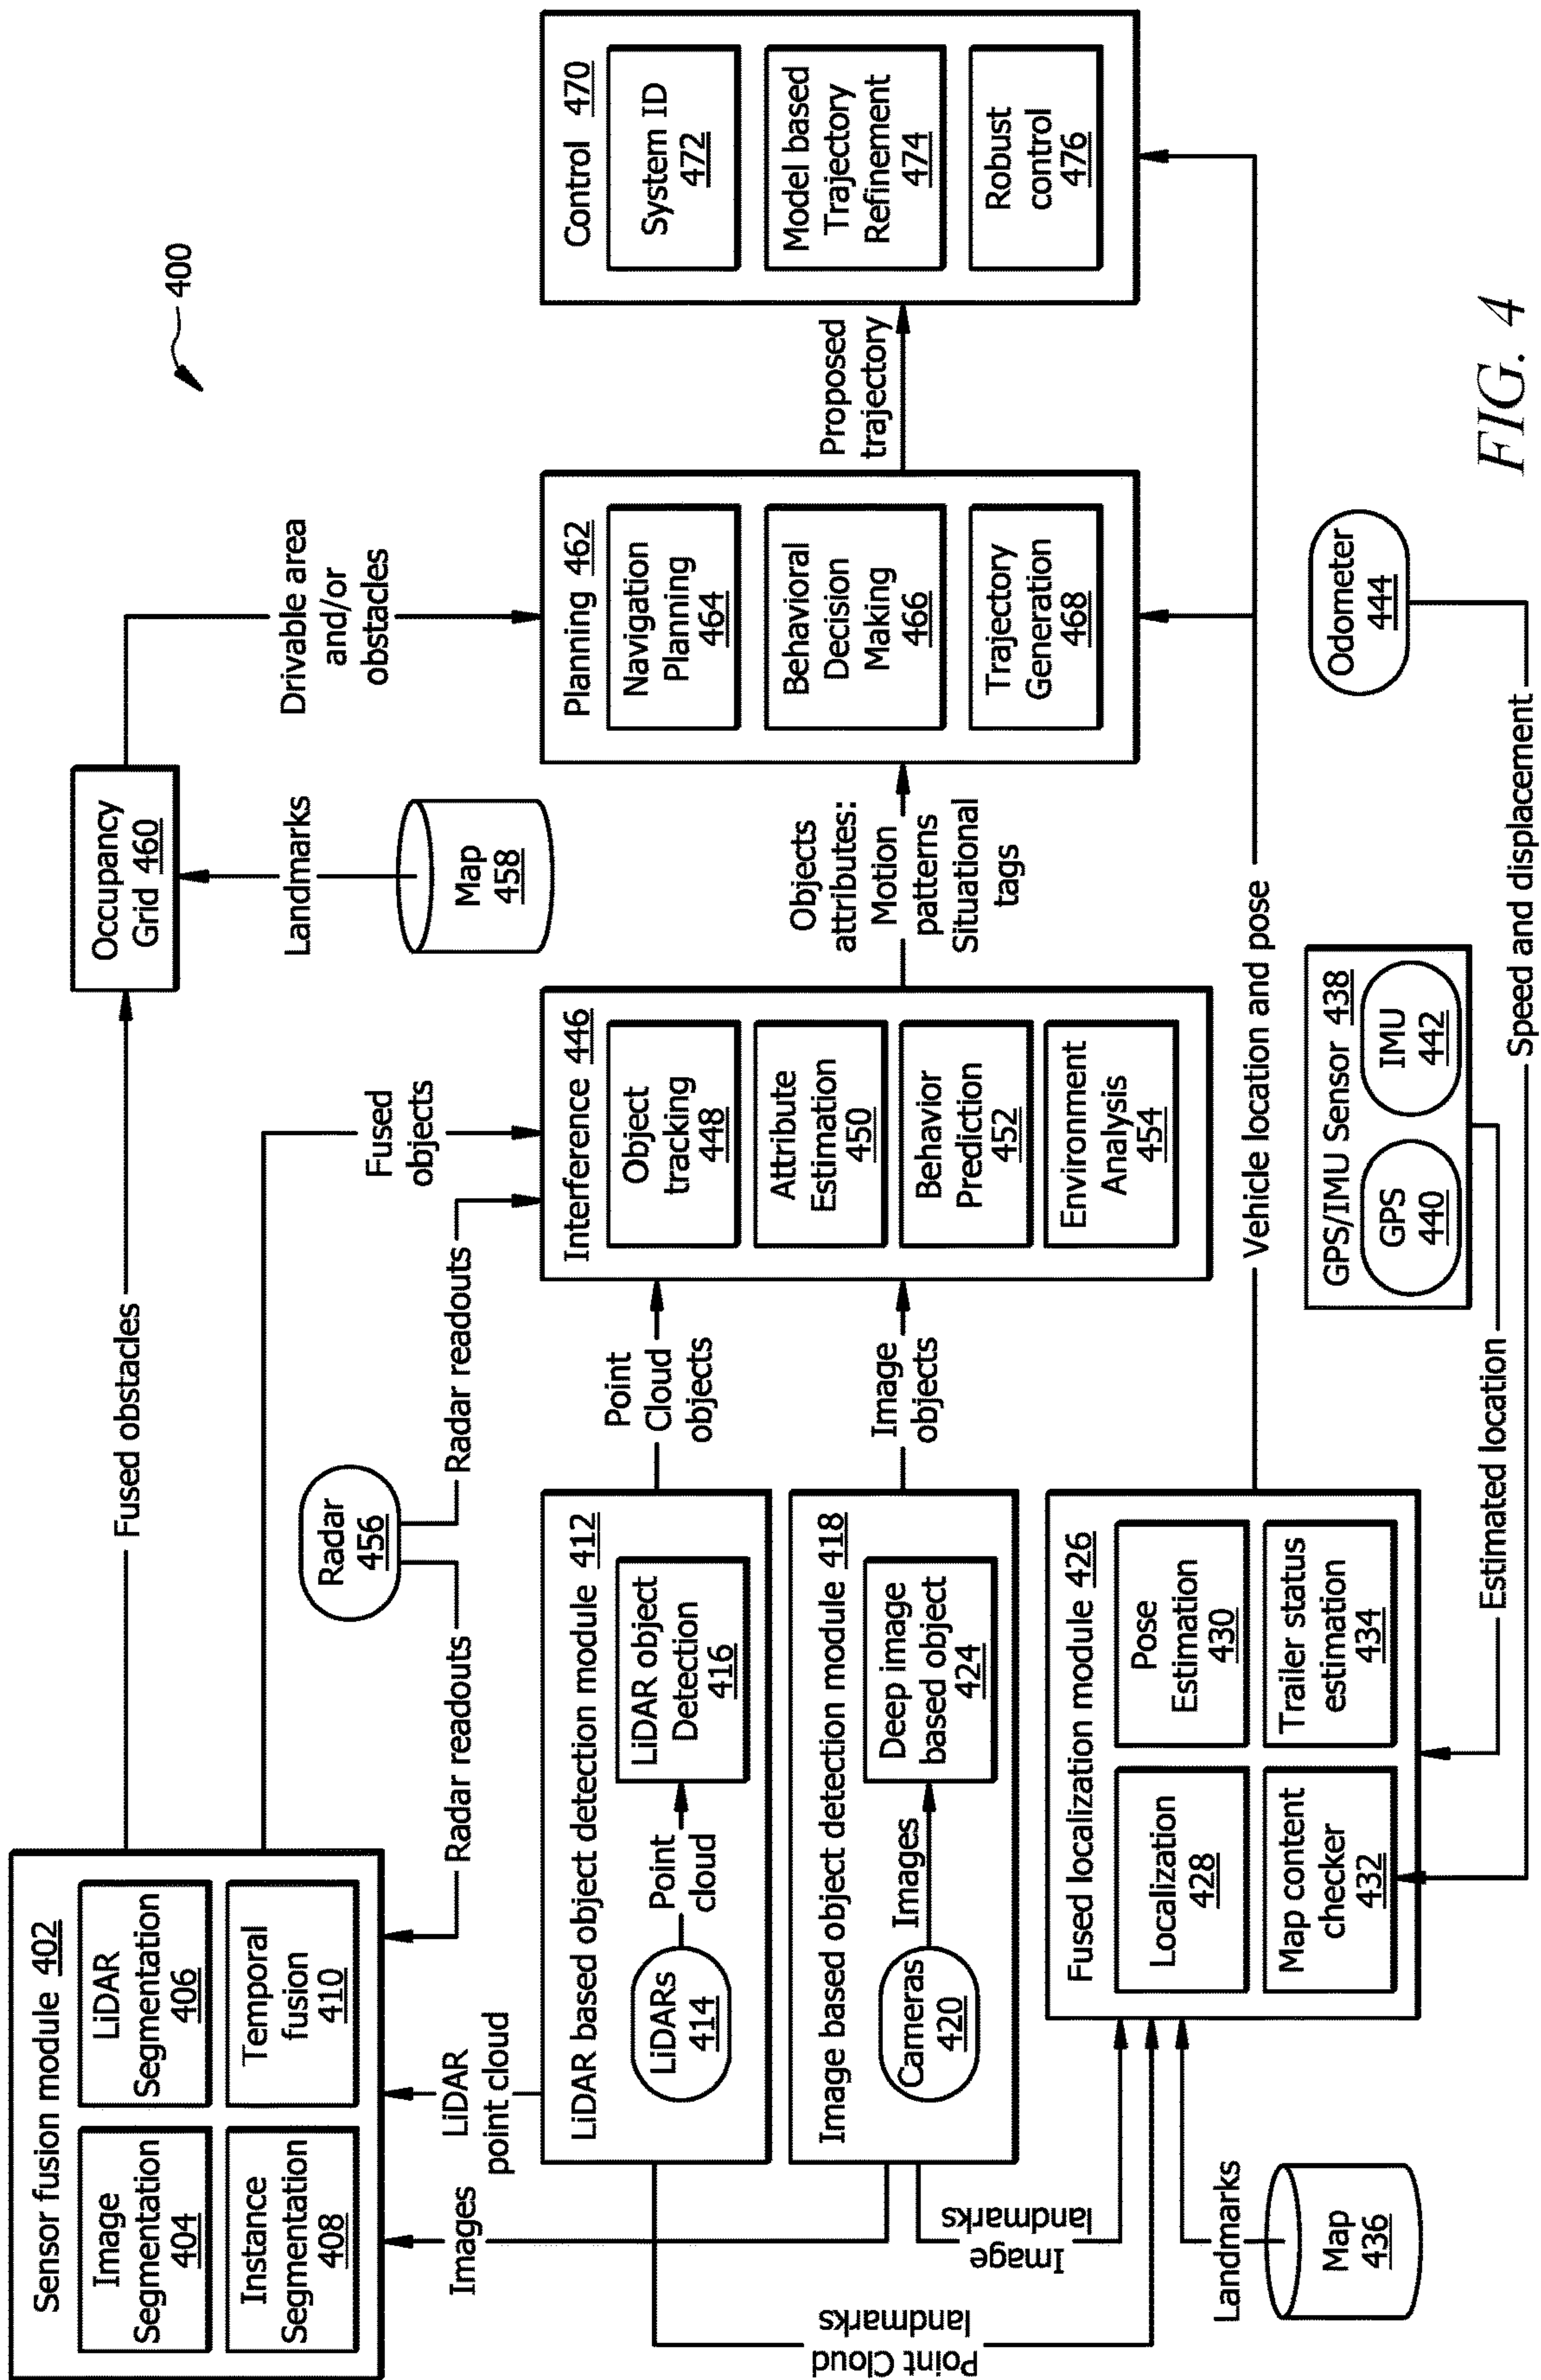 400
Sensor fusion module 402
Image
Segmentation
404
LiDAR
Segmentation
406
Instance
Segmentation
408
Temporal
fusion
410
Fused obstacles
Occupancy
Grid 460
Landmarks
Map
458
Drivable area
and/or
obstacles
Fused
objects
Radar
456
Radar readouts
Radar readouts
Images
LiDAR
point cloud
LiDAR based object detection module 412
LiDARs
414
Point
cloud
LiDAR object
Detection
416
Point
Cloud
objects
Image based object detection module 418
Cameras
420
Images
Deep image
based object
424
Image
objects
Interference 446
Object
tracking
448
Attribute
Estimation
450
Behavior
Prediction
452
Environment
Analysis
454
Objects
attributes:
Motion
patterns
Situational
tags
Planning 462
Navigation
Planning
464
Behavioral
Decision
Making
466
Trajectory
Generation
468
Proposed
trajectory
Control 470
System ID
472
Model based
Trajectory
Refinement
474
Robust
control
476
Point Cloud
landmarks
Image
landmarks
Landmarks
Map
436
Fused localization module 426
Localization
428
Pose
Estimation
430
Map content
checker
432
Trailer status
estimation
434
Vehicle location and pose
GPS/IMU Sensor 438
GPS
440
IMU
442
Odometer
444
Estimated location
Speed and displacement
FIG. 4